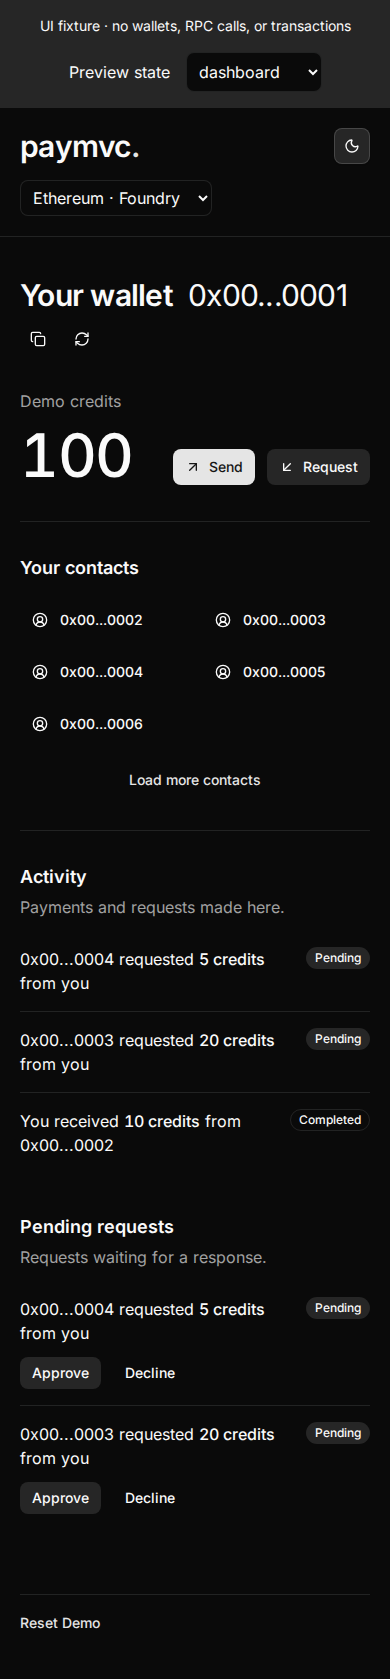 UI fixture · no wallets, RPC calls, or transactions
Preview state dashboard
paymvc.
Ethereum · Foundry
Your wallet 0x00...0001
Demo credits
100
Send Request
Your contacts
0x00...0002 0x00...0003
0x00...0004 0x00...0005
0x00...0006
Load more contacts
Activity
Payments and requests made here.
0x00...0004 requested 5 credits Pending
from you
0x00...0003 requested 20 credits Pending
from you
You received 10 credits from Completed
0x00...0002
Pending requests
Requests waiting for a response.
0x00...0004 requested 5 credits Pending
from you
Approve Decline
0x00...0003 requested 20 credits Pending
from you
Approve Decline
Reset Demo